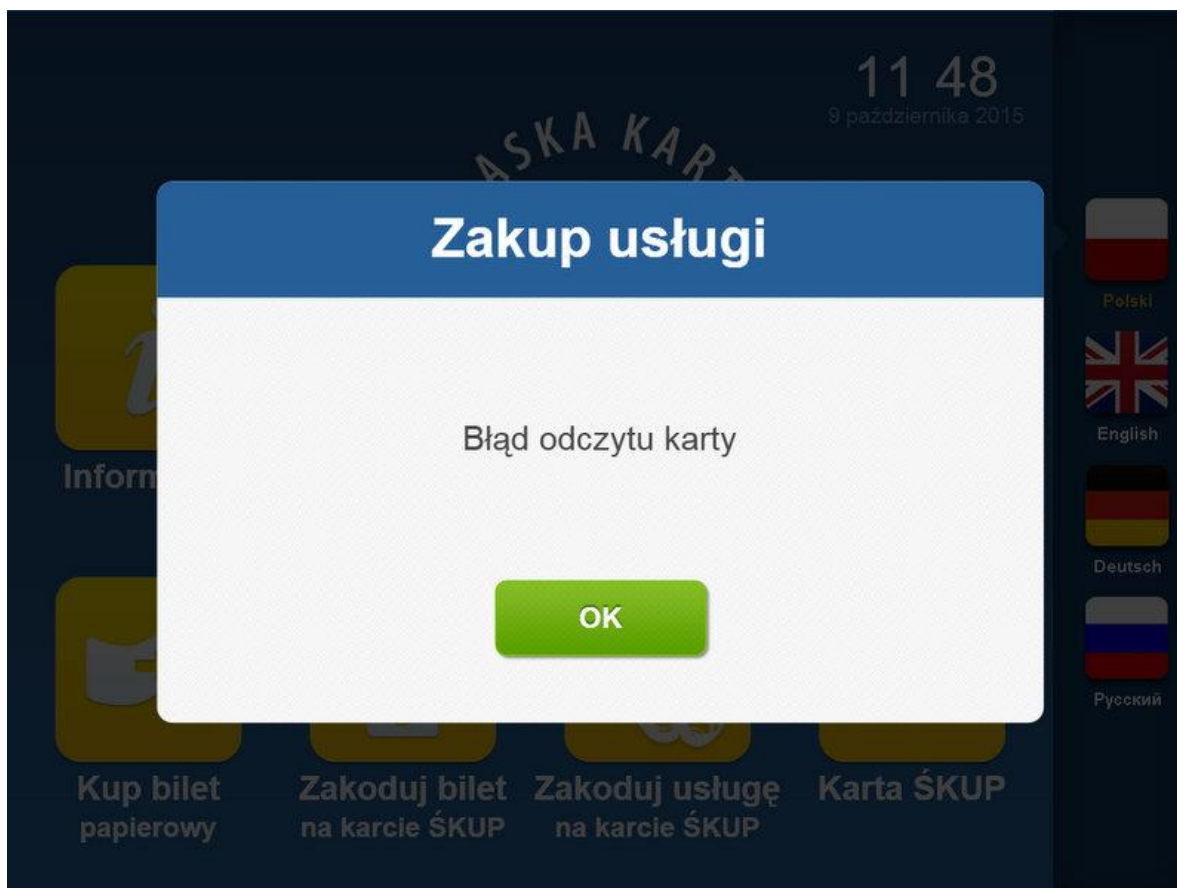 11 48
9 października 2015
ASKA KART
Zakup usługi
Polski
Błąd odczytu karty
English
Inform
OK
Deutsch
Русский
Kup bilet
papierowy
Zakoduj bilet
na karcie ŚKUP
Zakoduj usługę
na karcie ŚKUP
Karta ŚKUP